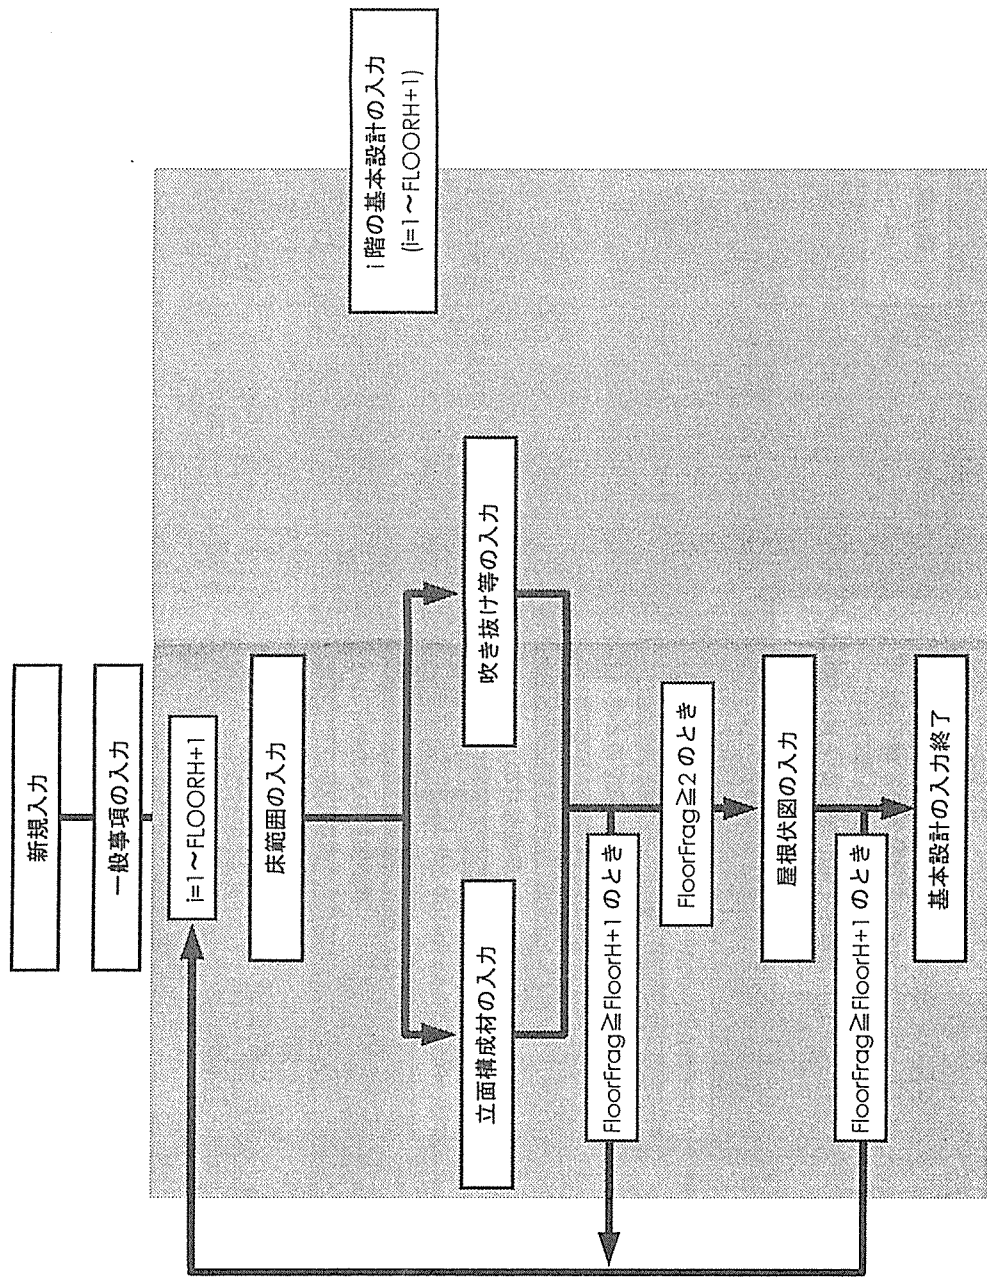 新規入力
一般事項の入力
i=1～FLOORH+1
床範囲の入力
i 階の基本設計の入力
(i=1～FLOORH+1)
立面構成材の入力
吹き抜け等の入力
FloorFrag≧FloorH+1 のとき
FloorFrag≧2 のとき
屋根伏図の入力
FloorFrag≧FloorH+1 のとき
基本設計の入力終了